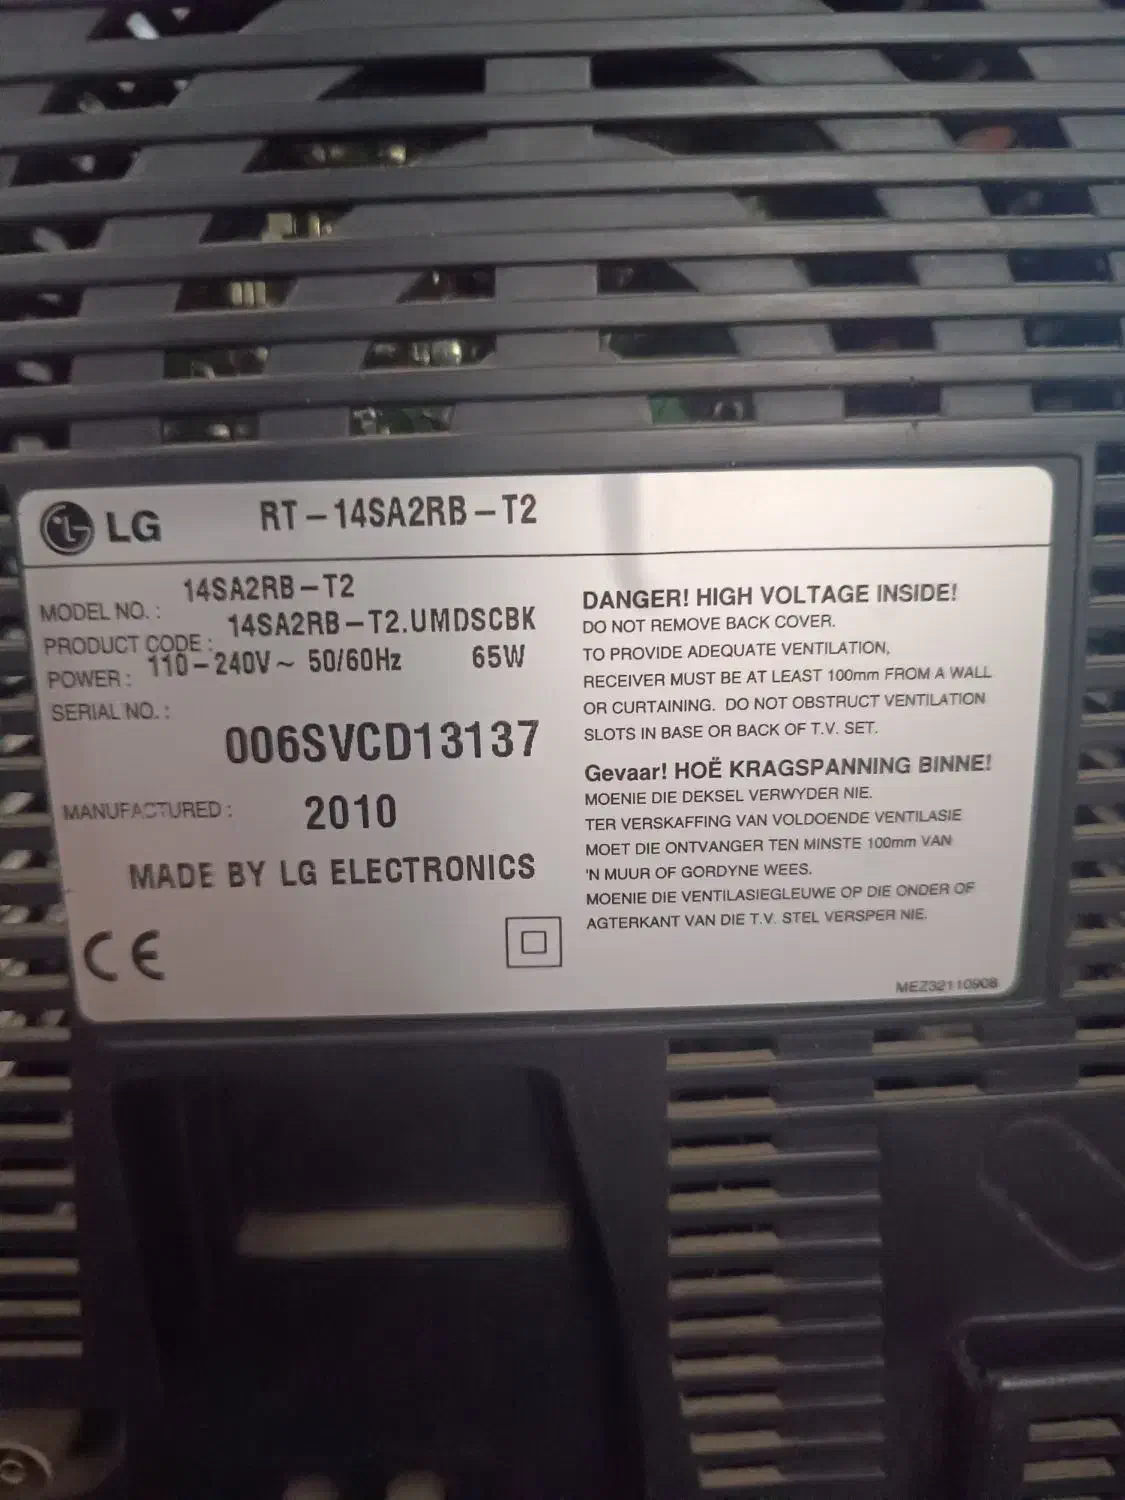 LG RT-14SA2RB-T2
MODEL NO.: 14SA2RB-T2
PRODUCT CODE: 14SA2RB-T2.UMDSCBK
POWER: 110-240V~ 50/60Hz 65W
SERIAL NO.:
006SVCD13137
MANUFACTURED: 2010
MADE BY LG ELECTRONICS
CE
DANGER! HIGH VOLTAGE INSIDE!
DO NOT REMOVE BACK COVER.
TO PROVIDE ADEQUATE VENTILATION,
RECEIVER MUST BE AT LEAST 100mm FROM A WALL
OR CURTAINING. DO NOT OBSTRUCT VENTILATION
SLOTS IN BASE OR BACK OF T.V. SET.
Gevaar! HOË KRAGSPANNING BINNE!
MOENIE DIE DEKSEL VERWYDER NIE.
TER VERSKAFFING VAN VOLDOENDE VENTILASIE
MOET DIE ONTVANGER TEN MINSTE 100mm VAN
'N MUUR OF GORDYNE WEES.
MOENIE DIE VENTILASIEGLEUWE OP DIE ONDER OF
AGTERKANT VAN DIE T.V. STEL VERSPER NIE.
MEZ32110908